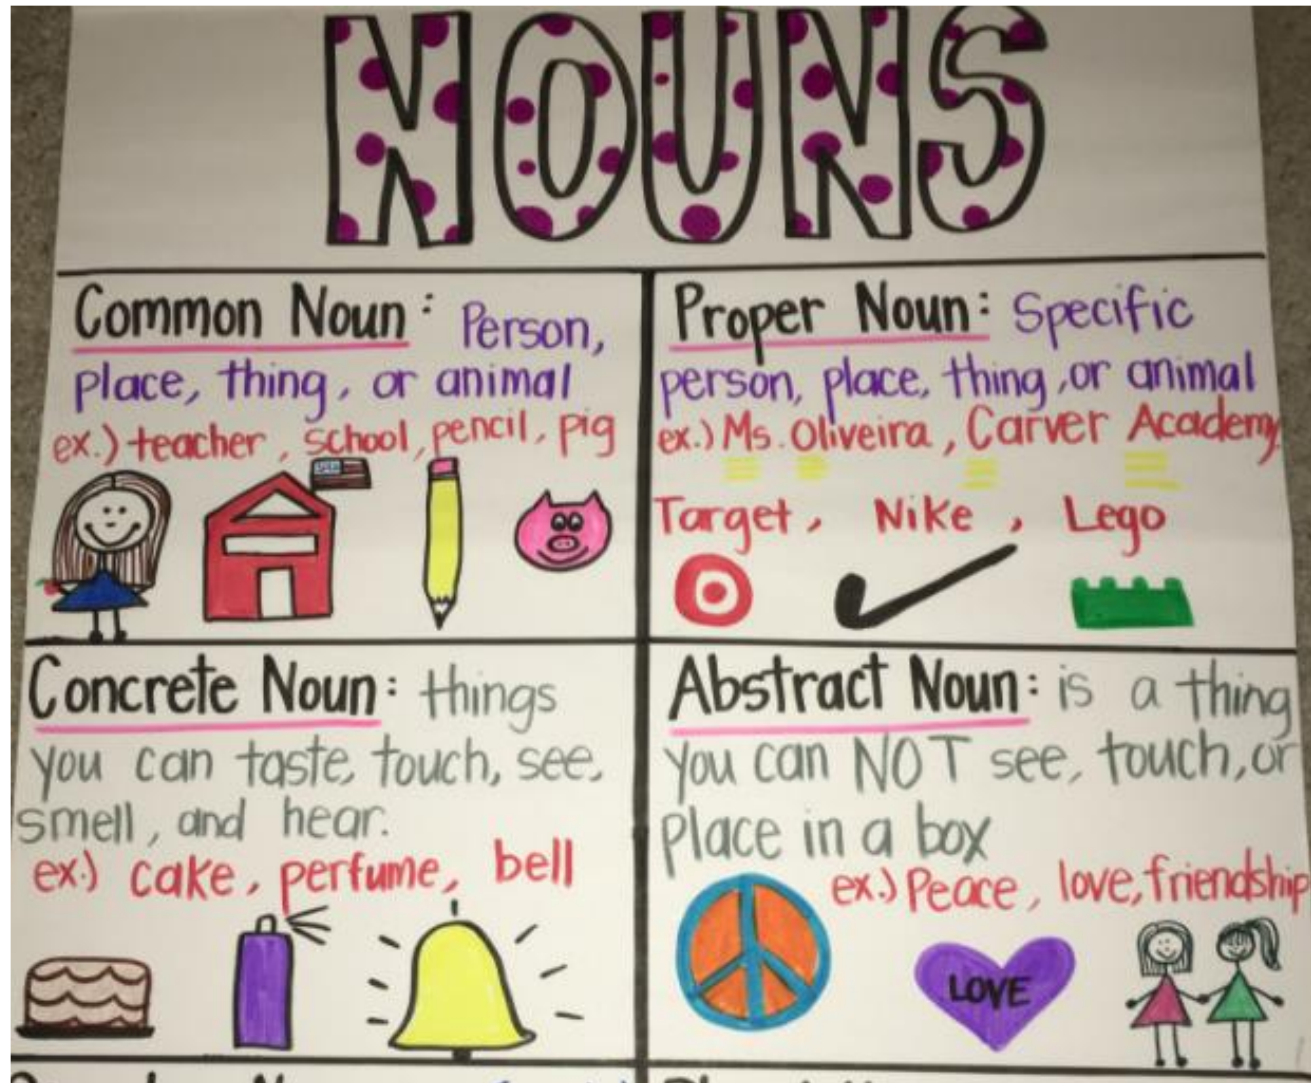 NOUNS
Common Noun: Person,
place, thing, or animal
ex.) teacher, school, pencil, pig
USA
Proper Noun: Specific
person, place, thing, or animal
ex.) Ms. Oliveira, Carver Academy
Target, Nike, Lego
Concrete Noun: things
you can taste, touch, see,
smell, and hear.
ex.) cake, perfume, bell
Abstract Noun: is a thing
you can NOT see, touch, or
place in a box
ex.) Peace, love, friendship
LOVE